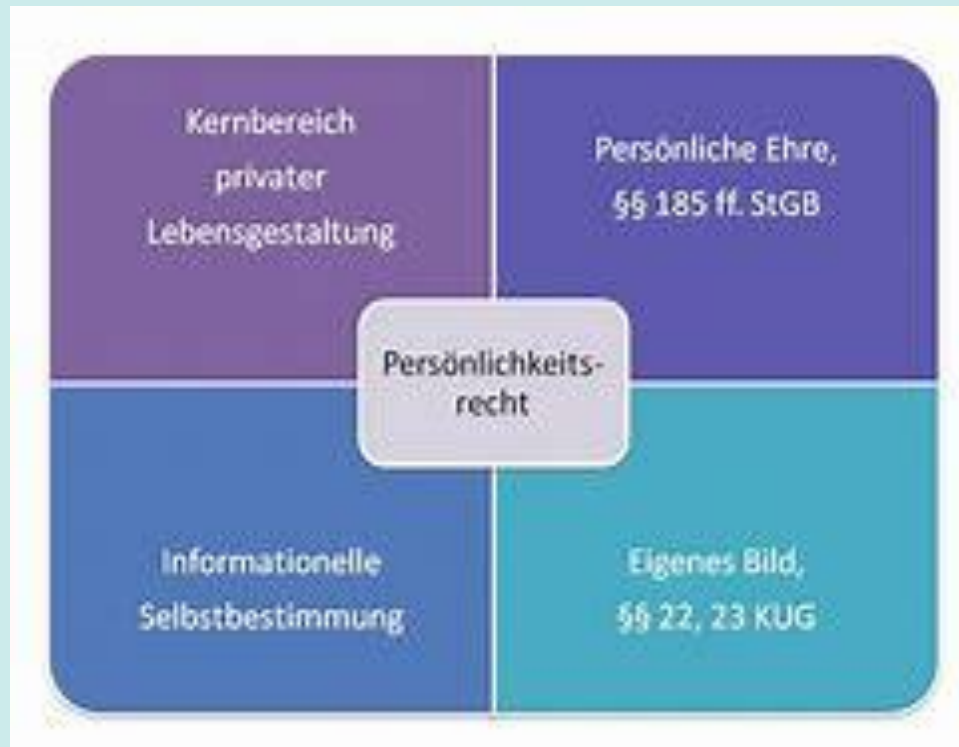 Kernbereich
privater
Lebensgestaltung
Persönliche Ehre,
§§ 185 ff. StGB
Persönlichkeits-
recht
Informationelle
Selbstbestimmung
Eigenes Bild,
§§ 22, 23 KUG